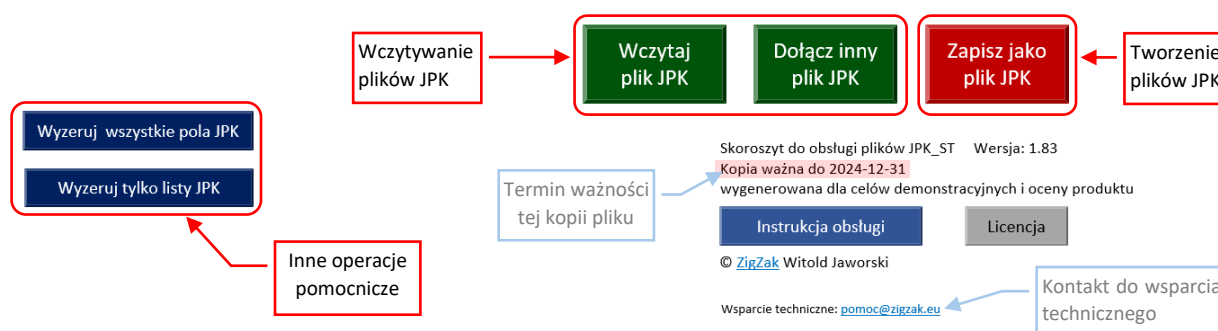 Wczytywanie
plików JPK
Wczytaj
plik JPK
Dołącz inny
plik JPK
Zapisz jako
plik JPK
Tworzenie
plików JPK
Wyzeruj wszystkie pola JPK
Wyzeruj tylko listy JPK
Inne operacje
pomocnicze
Skoroszyt do obsługi plików JPK_ST Wersja: 1.83
Kopia ważna do 2024-12-31
wygenerowana dla celów demonstracyjnych i oceny produktu
Termin ważności
tej kopii pliku
Instrukcja obsługi
Licencja
© ZigZak Witold Jaworski
Wsparcie techniczne: pomoc@zigzak.eu
Kontakt do wsparcia
technicznego